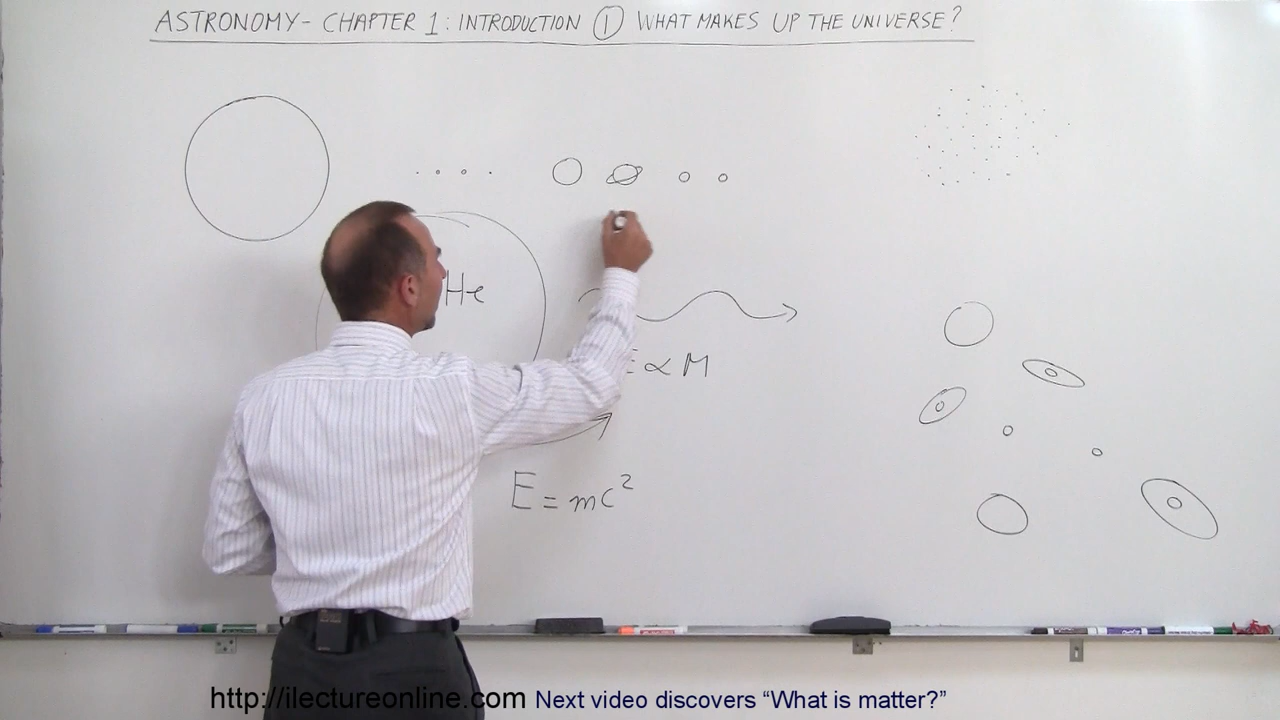 ASTRONOMY- CHAPTER 1: INTRODUCTION ① WHAT MAKES UP THE UNIVERSE?
He
E ∝ M
E = mc²
http://ilectureonline.com Next video discovers “What is matter?”